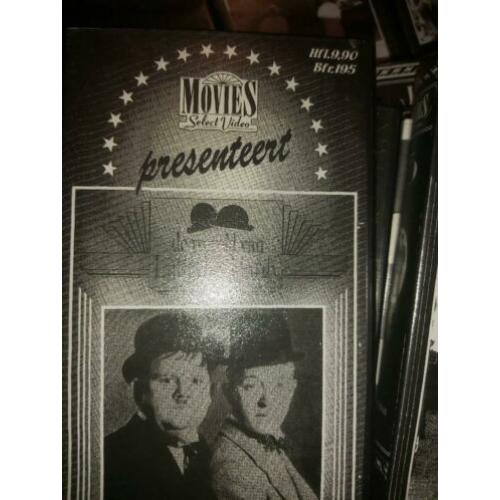 Hfl.9,90
Bfr.195
MOVIES
Select Video
presenteert